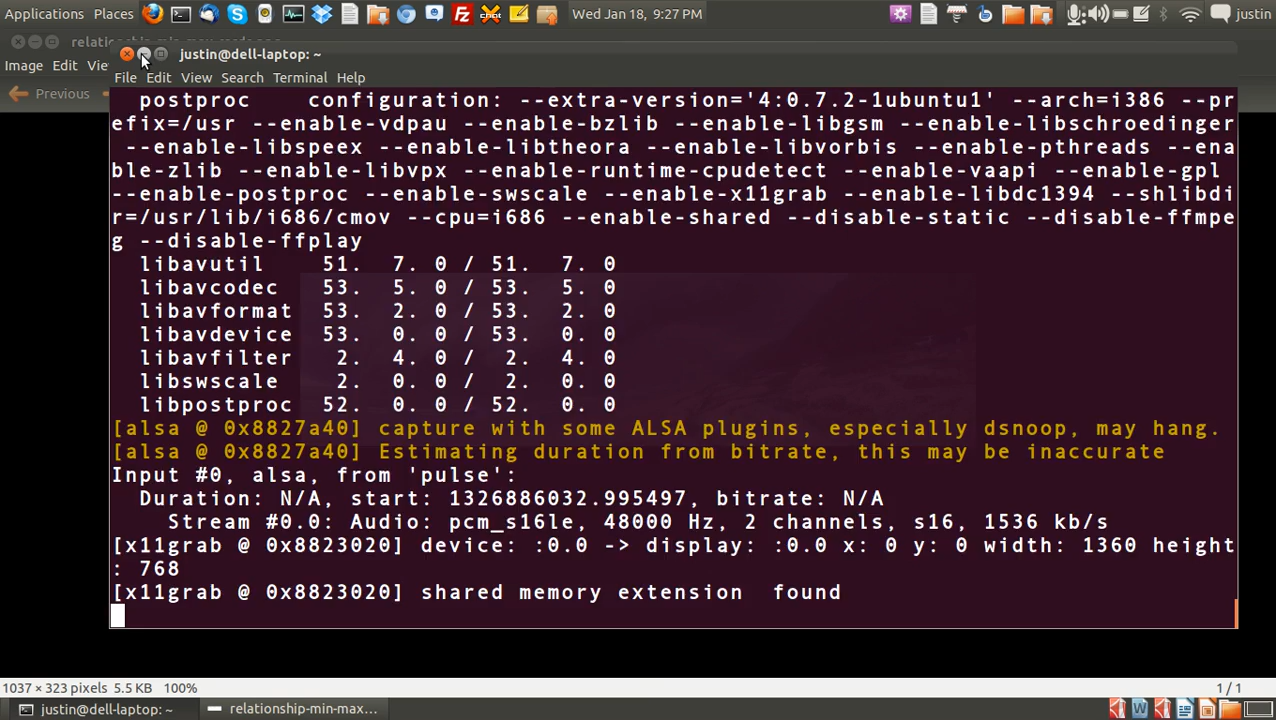 Applications Places Wed Jan 18, 9:27 PM justin
justin@dell-laptop: ~
Image Edit
File Edit View Search Terminal Help
Previous
postproc configuration: --extra-version='4:0.7.2-1ubuntu1' --arch=i386 --pr
efix=/usr --enable-vdpau --enable-bzlib --enable-libgsm --enable-libschroedinger
--enable-libspeex --enable-libtheora --enable-libvorbis --enable-pthreads --ena
ble-zlib --enable-libvpx --enable-runtime-cpudetect --enable-vaapi --enable-gpl
--enable-postproc --enable-swscale --enable-x11grab --enable-libdc1394 --shlibdi
r=/usr/lib/i686/cmov --cpu=i686 --enable-shared --disable-static --disable-ffmpe
g --disable-ffplay
libavutil 51. 7. 0 / 51. 7. 0
libavcodec 53. 5. 0 / 53. 5. 0
libavformat 53. 2. 0 / 53. 2. 0
libavdevice 53. 0. 0 / 53. 0. 0
libavfilter 2. 4. 0 / 2. 4. 0
libswscale 2. 0. 0 / 2. 0. 0
libpostproc 52. 0. 0 / 52. 0. 0
[alsa @ 0x8827a40] capture with some ALSA plugins, especially dsnoop, may hang.
[alsa @ 0x8827a40] Estimating duration from bitrate, this may be inaccurate
Input #0, alsa, from 'pulse':
Duration: N/A, start: 1326886032.995497, bitrate: N/A
Stream #0.0: Audio: pcm_s16le, 48000 Hz, 2 channels, s16, 1536 kb/s
[x11grab @ 0x8823020] device: :0.0 -> display: :0.0 x: 0 y: 0 width: 1360 height
: 768
[x11grab @ 0x8823020] shared memory extension found
1037 × 323 pixels 5.5 KB 100% 1 / 1
justin@dell-laptop: ~ relationship-min-max...